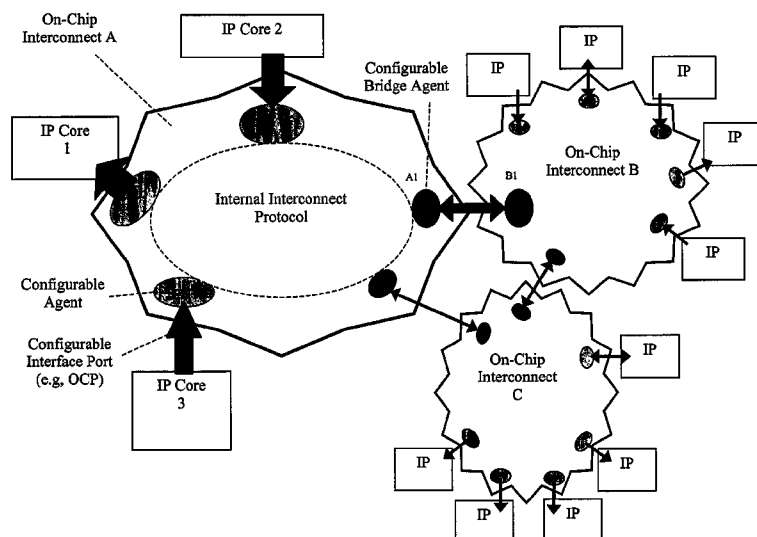 On-Chip
Interconnect A
IP Core 2
Configurable
Bridge Agent
IP
IP
IP
IP
IP
IP Core
1
On-Chip
Interconnect B
A1
B1
Internal Interconnect
Protocol
Configurable
Agent
Configurable
Interface Port
(e.g, OCP)
IP Core
3
On-Chip
Interconnect
C
IP
IP
IP
IP
IP